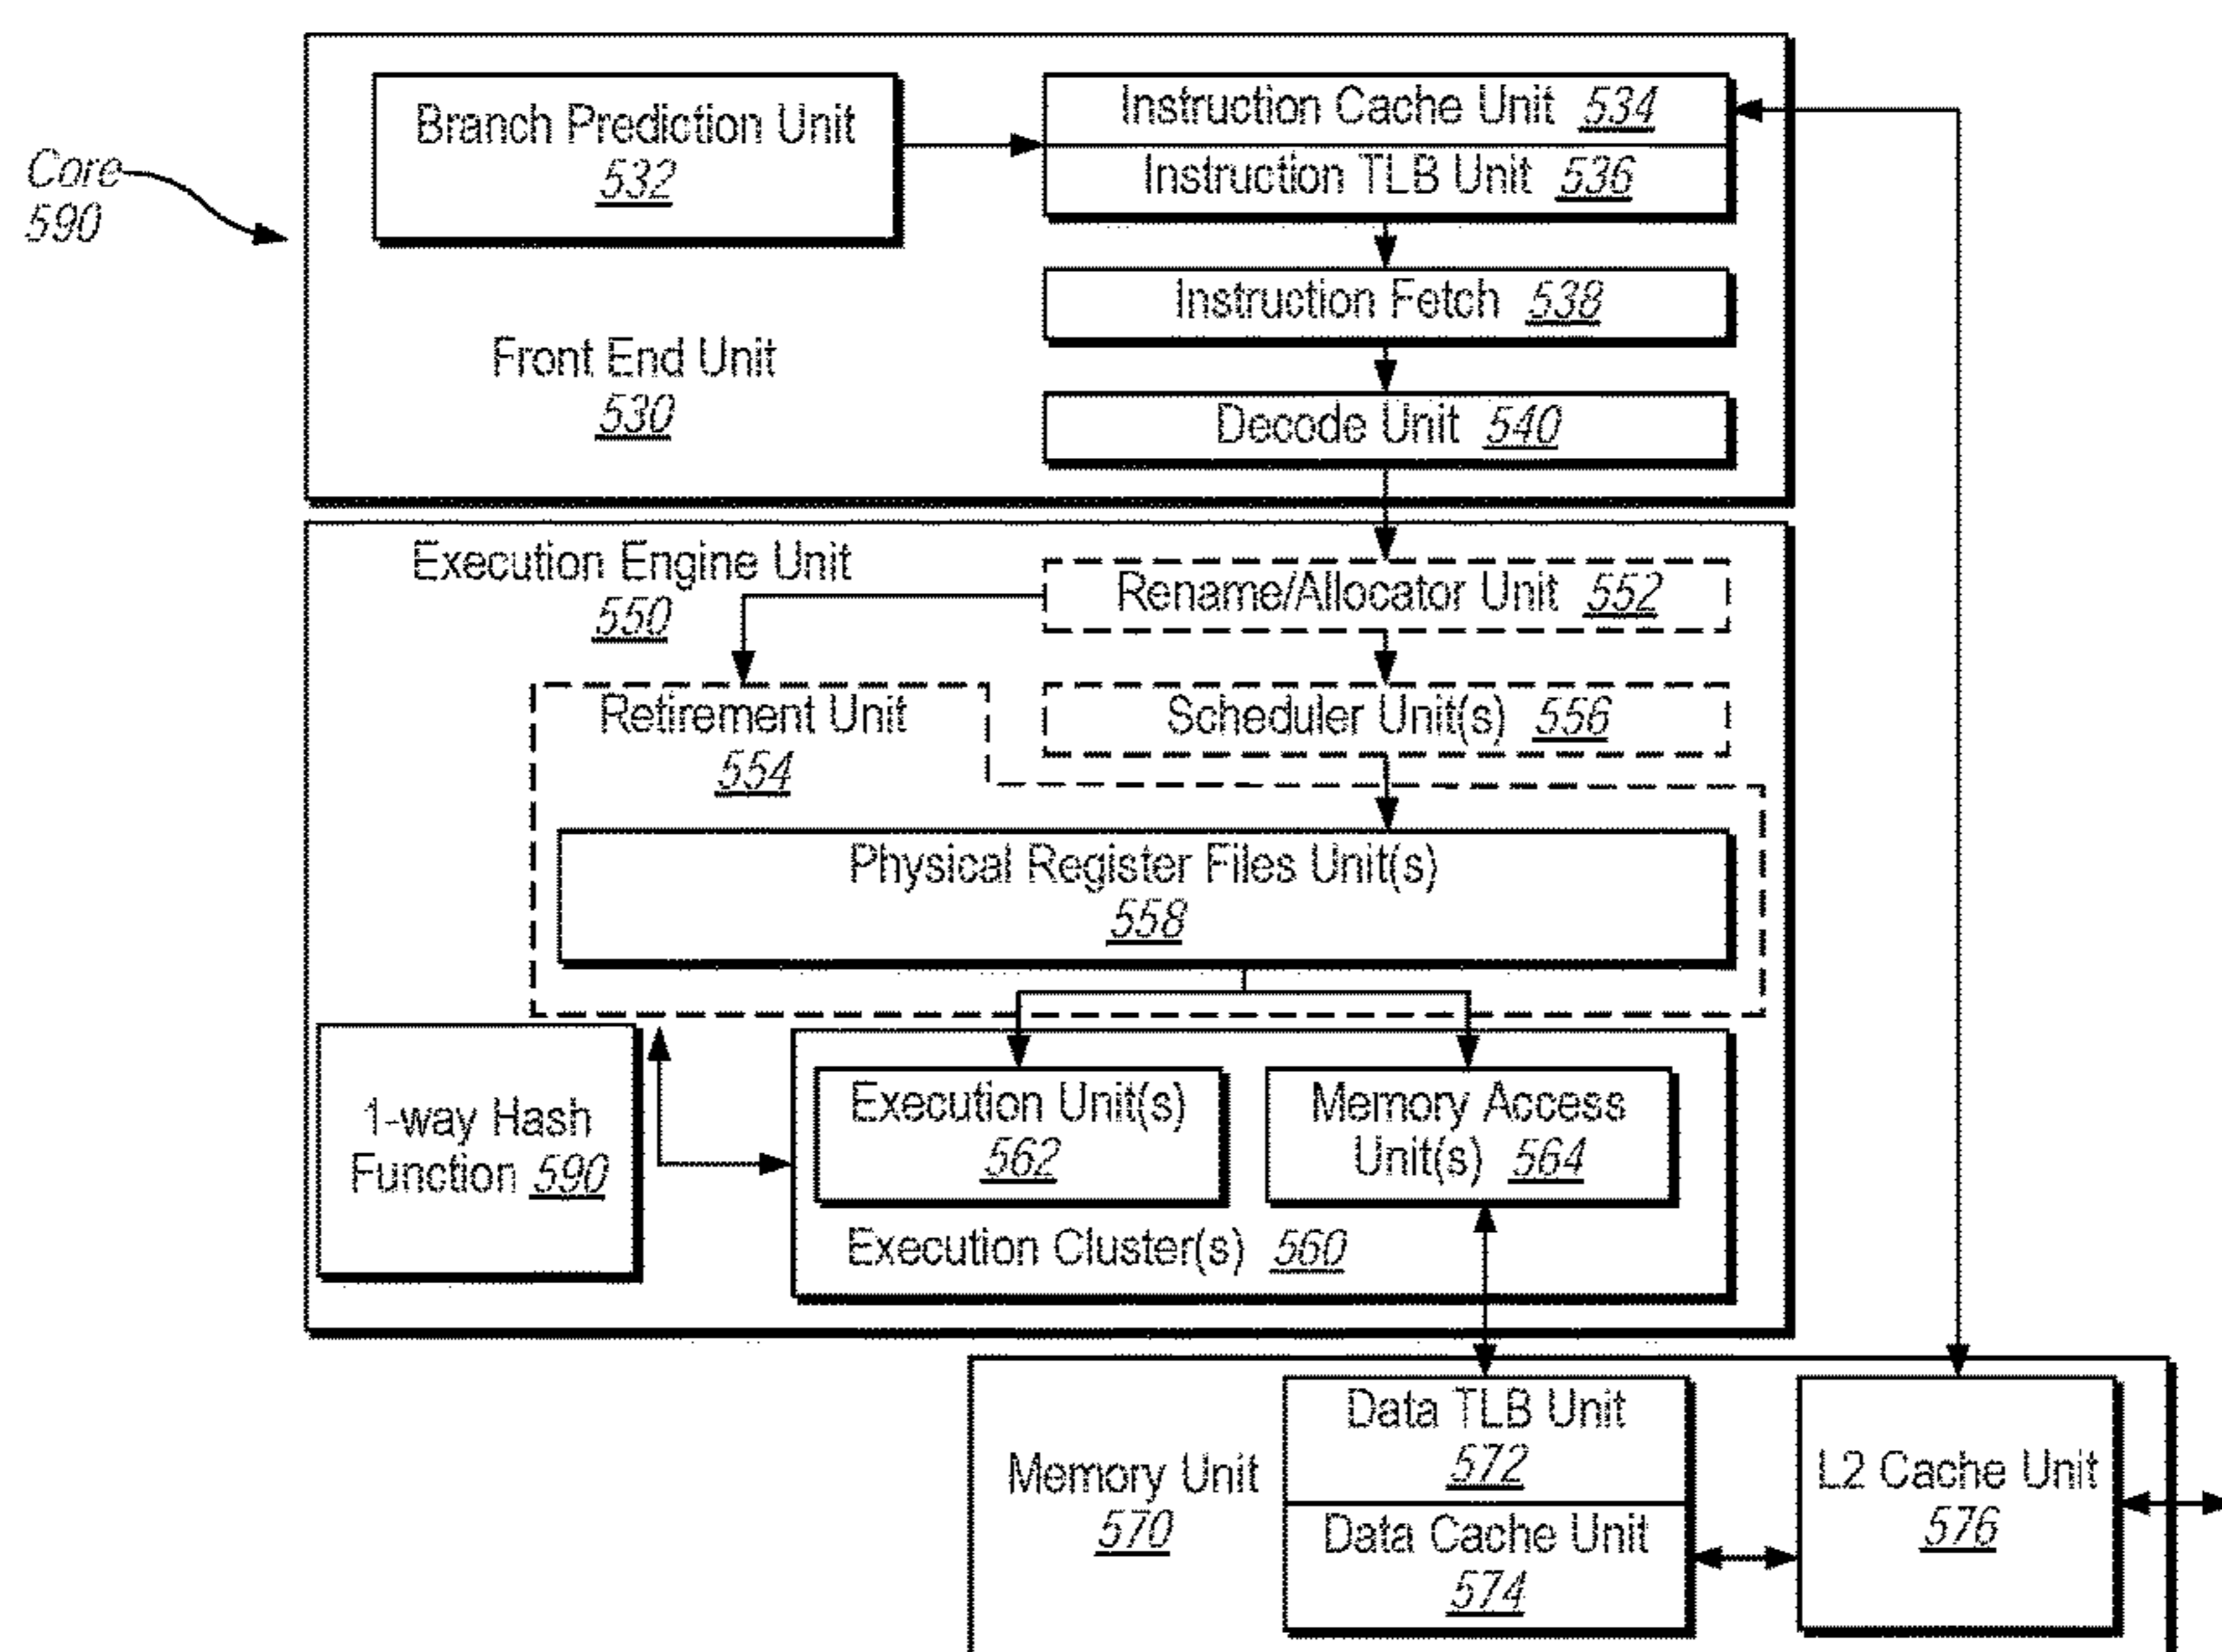 Core
590
Branch Prediction Unit
532
Instruction Cache Unit 534
Instruction TLB Unit 536
Instruction Fetch 538
Front End Unit
530
Decode Unit 540
Execution Engine Unit
550
Rename/Allocator Unit 552
Retirement Unit
554
Scheduler Unit(s) 556
Physical Register Files Unit(s)
558
1-way Hash
Function 590
Execution Unit(s)
562
Memory Access
Unit(s) 564
Execution Cluster(s) 560
Memory Unit
570
Data TLB Unit
572
Data Cache Unit
574
L2 Cache Unit
576